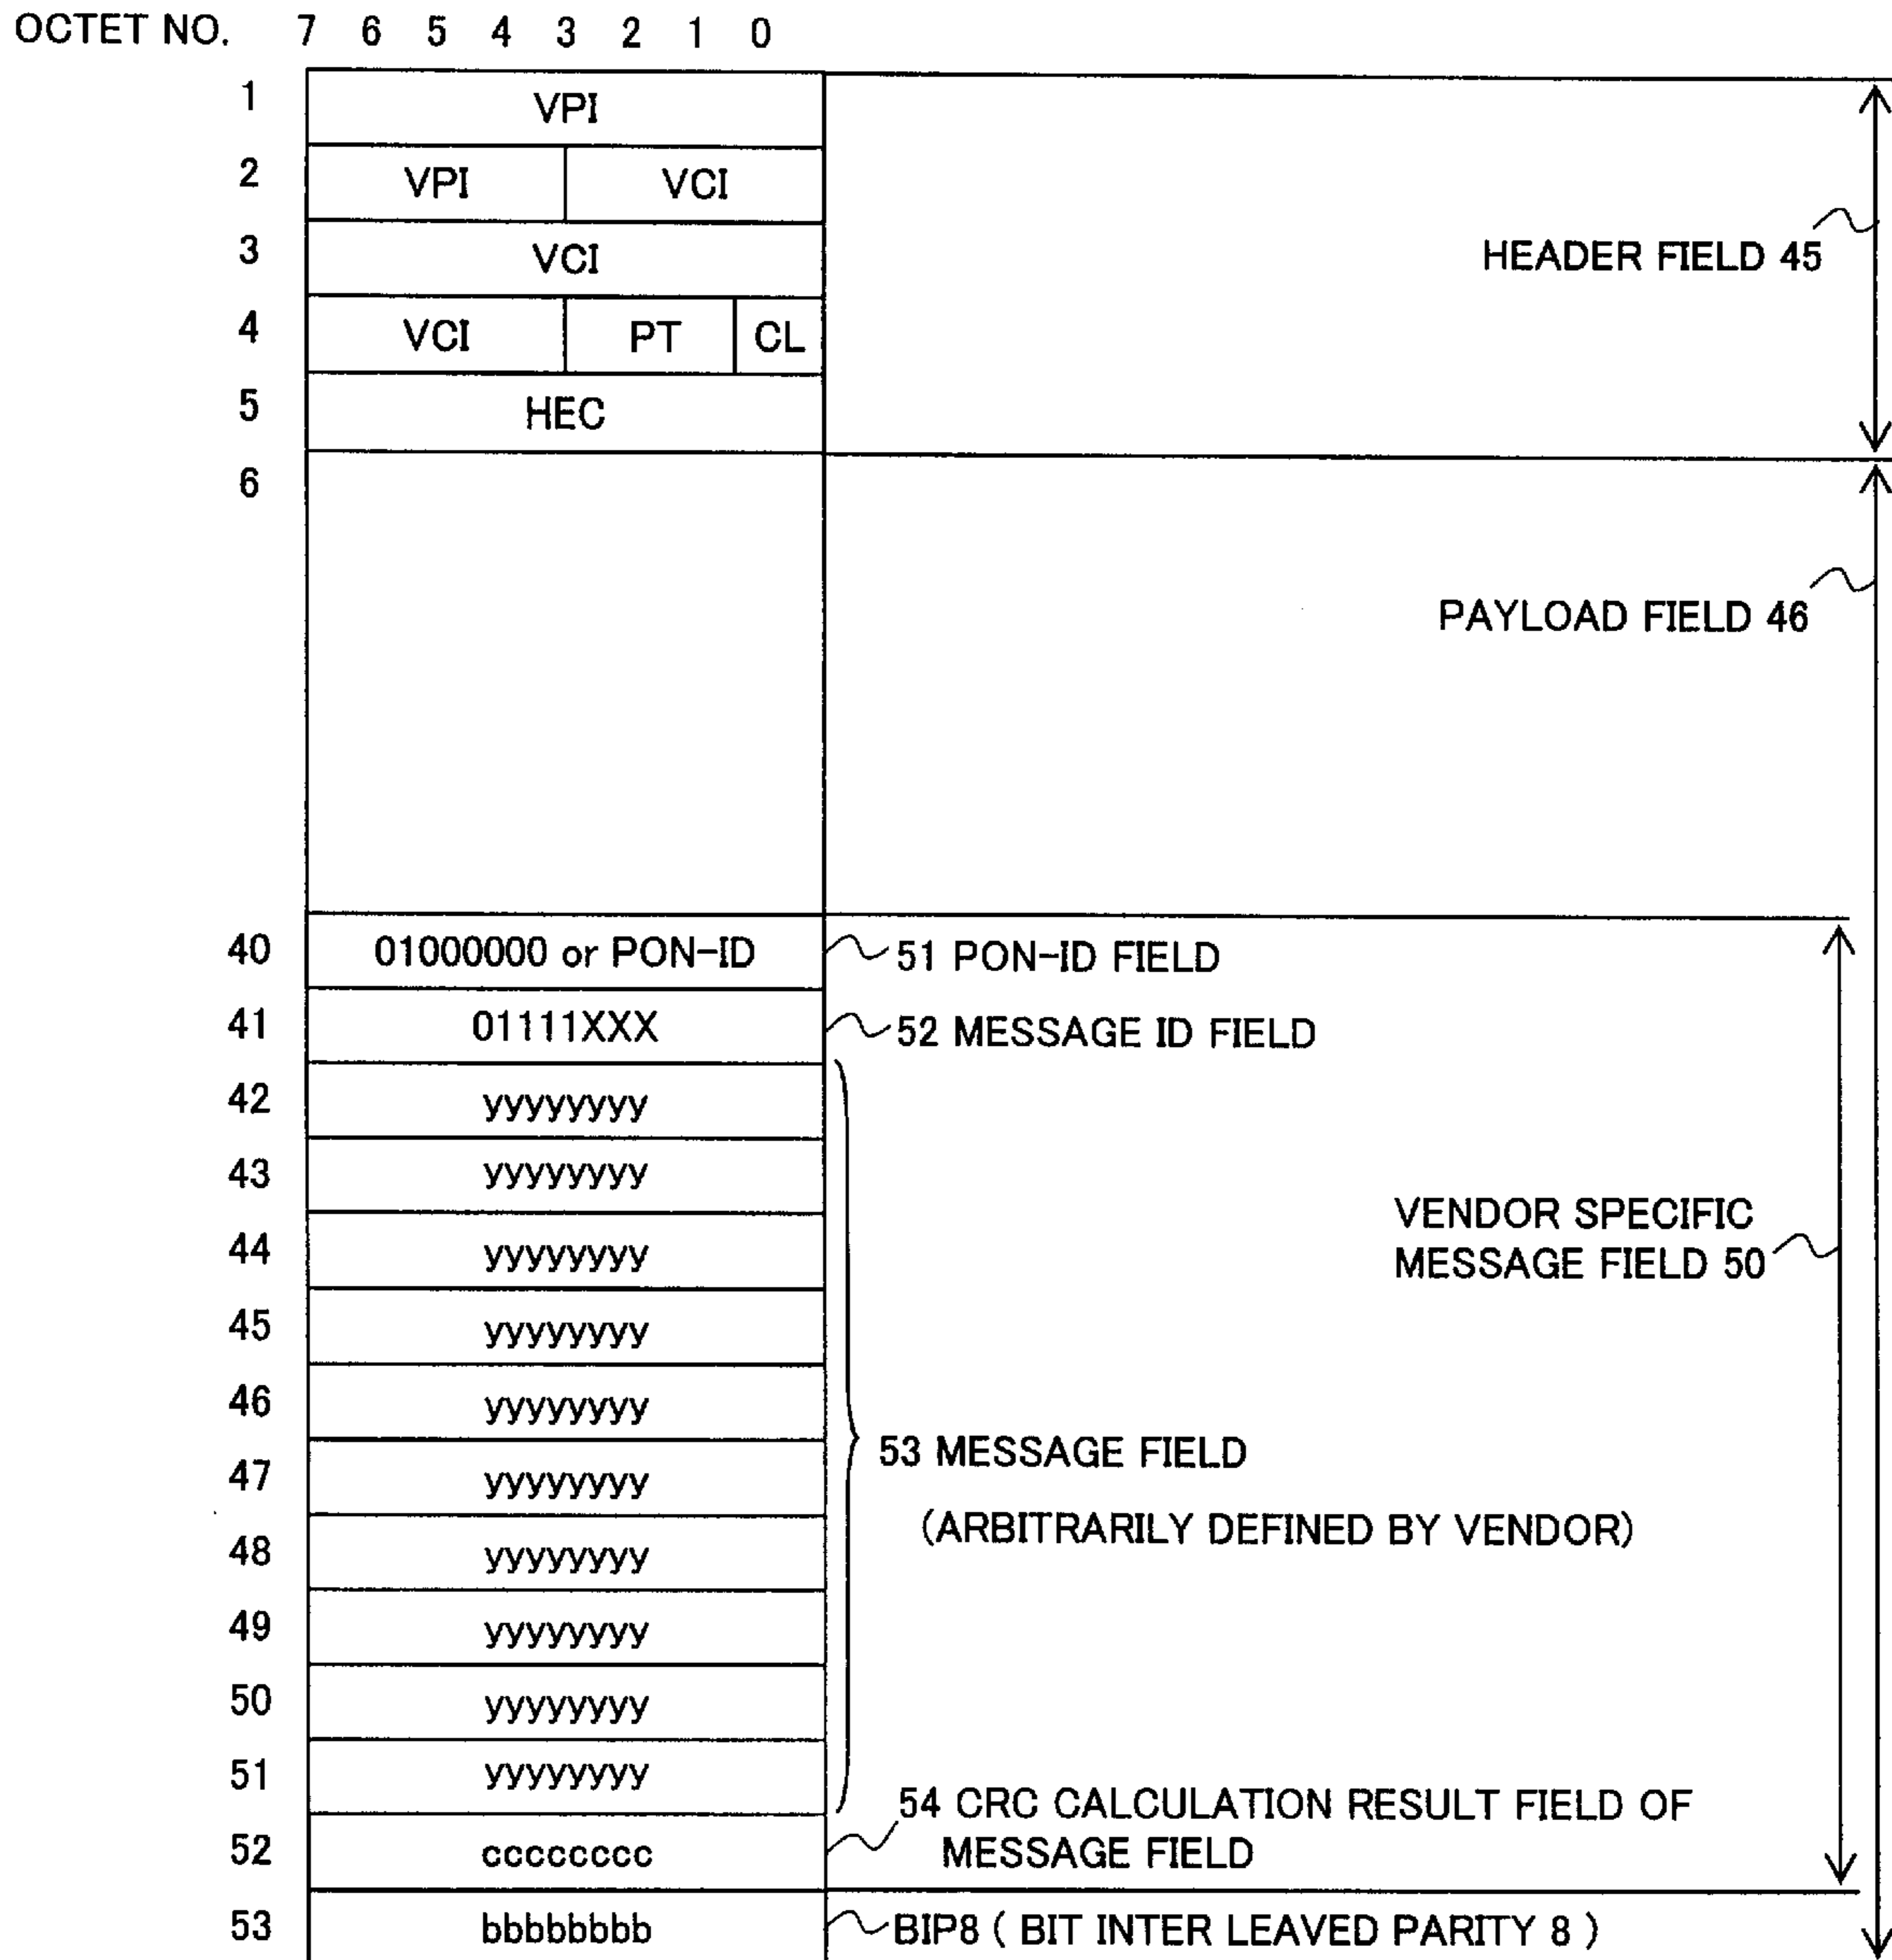 OCTET NO. 7 6 5 4 3 2 1 0
1 VPI
2 VPI VCI
3 VCI
HEADER FIELD 45
4 VCI PT CL
5 HEC
6
PAYLOAD FIELD 46
40 01000000 or PON-ID 51 PON-ID FIELD
41 01111XXX 52 MESSAGE ID FIELD
42 yyyyyyyy
43 yyyyyyyy
44 yyyyyyyy
VENDOR SPECIFIC
MESSAGE FIELD 50
45 yyyyyyyy
46 yyyyyyyy
53 MESSAGE FIELD
47 yyyyyyyy
(ARBITRARILY DEFINED BY VENDOR)
48 yyyyyyyy
49 yyyyyyyy
50 yyyyyyyy
51 yyyyyyyy
54 CRC CALCULATION RESULT FIELD OF
MESSAGE FIELD
52 cccccccc
53 bbbbbbbb BIP8 ( BIT INTER LEAVED PARITY 8 )